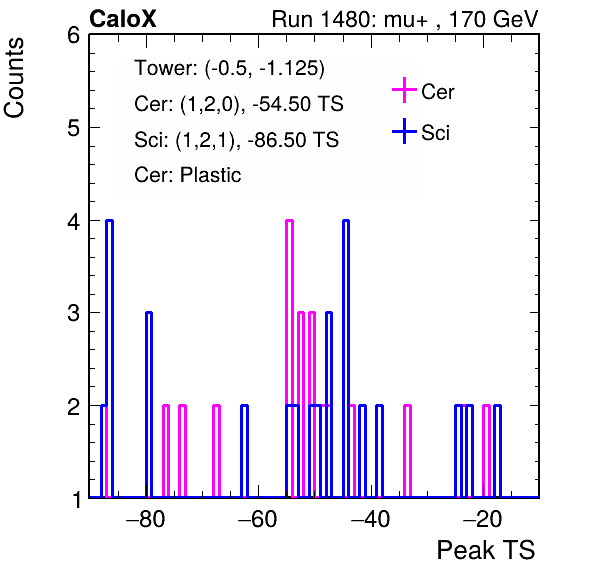 CaloX Run 1480: mu+ , 170 GeV
Counts
Tower: (-0.5, -1.125)
Cer: (1,2,0), -54.50 TS
Sci: (1,2,1), -86.50 TS
Cer: Plastic
Cer
Sci
6
5
4
3
2
1
−80 −60 −40 −20
Peak TS